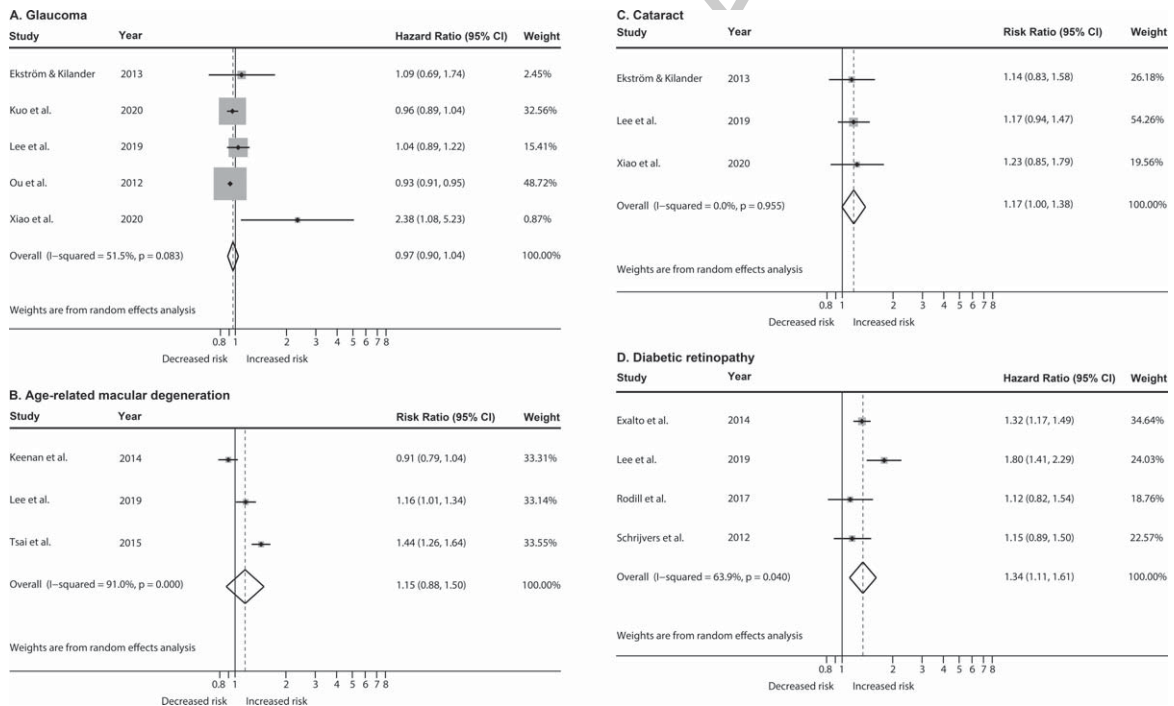 A. Glaucoma
Study Year Hazard Ratio (95% CI) Weight
Ekström & Kilander 2013 1.09 (0.69, 1.74) 2.45%
Kuo et al. 2020 0.96 (0.89, 1.04) 32.56%
Lee et al. 2019 1.04 (0.89, 1.22) 15.41%
Ou et al. 2012 0.93 (0.91, 0.95) 48.72%
Xiao et al. 2020 2.38 (1.08, 5.23) 0.87%
Overall (I−squared = 51.5%, p = 0.083) 0.97 (0.90, 1.04) 100.00%
Weights are from random effects analysis
0.8 1 2 3 4 5 6 7 8
Decreased risk Increased risk
B. Age-related macular degeneration
Study Year Risk Ratio (95% CI) Weight
Keenan et al. 2014 0.91 (0.79, 1.04) 33.31%
Lee et al. 2019 1.16 (1.01, 1.34) 33.14%
Tsai et al. 2015 1.44 (1.26, 1.64) 33.55%
Overall (I−squared = 91.0%, p = 0.000) 1.15 (0.88, 1.50) 100.00%
Weights are from random effects analysis
0.8 1 2 3 4 5 6 7 8
Decreased risk Increased risk
C. Cataract
Study Year Risk Ratio (95% CI) Weight
Ekström & Kilander 2013 1.14 (0.83, 1.58) 26.18%
Lee et al. 2019 1.17 (0.94, 1.47) 54.26%
Xiao et al. 2020 1.23 (0.85, 1.79) 19.56%
Overall (I−squared = 0.0%, p = 0.955) 1.17 (1.00, 1.38) 100.00%
Weights are from random effects analysis
0.8 1 2 3 4 5 6 7 8
Decreased risk Increased risk
D. Diabetic retinopathy
Study Year Hazard Ratio (95% CI) Weight
Exalto et al. 2014 1.32 (1.17, 1.49) 34.64%
Lee et al. 2019 1.80 (1.41, 2.29) 24.03%
Rodill et al. 2017 1.12 (0.82, 1.54) 18.76%
Schrijvers et al. 2012 1.15 (0.89, 1.50) 22.57%
Overall (I−squared = 63.9%, p = 0.040) 1.34 (1.11, 1.61) 100.00%
Weights are from random effects analysis
0.8 1 2 3 4 5 6 7 8
Decreased risk Increased risk